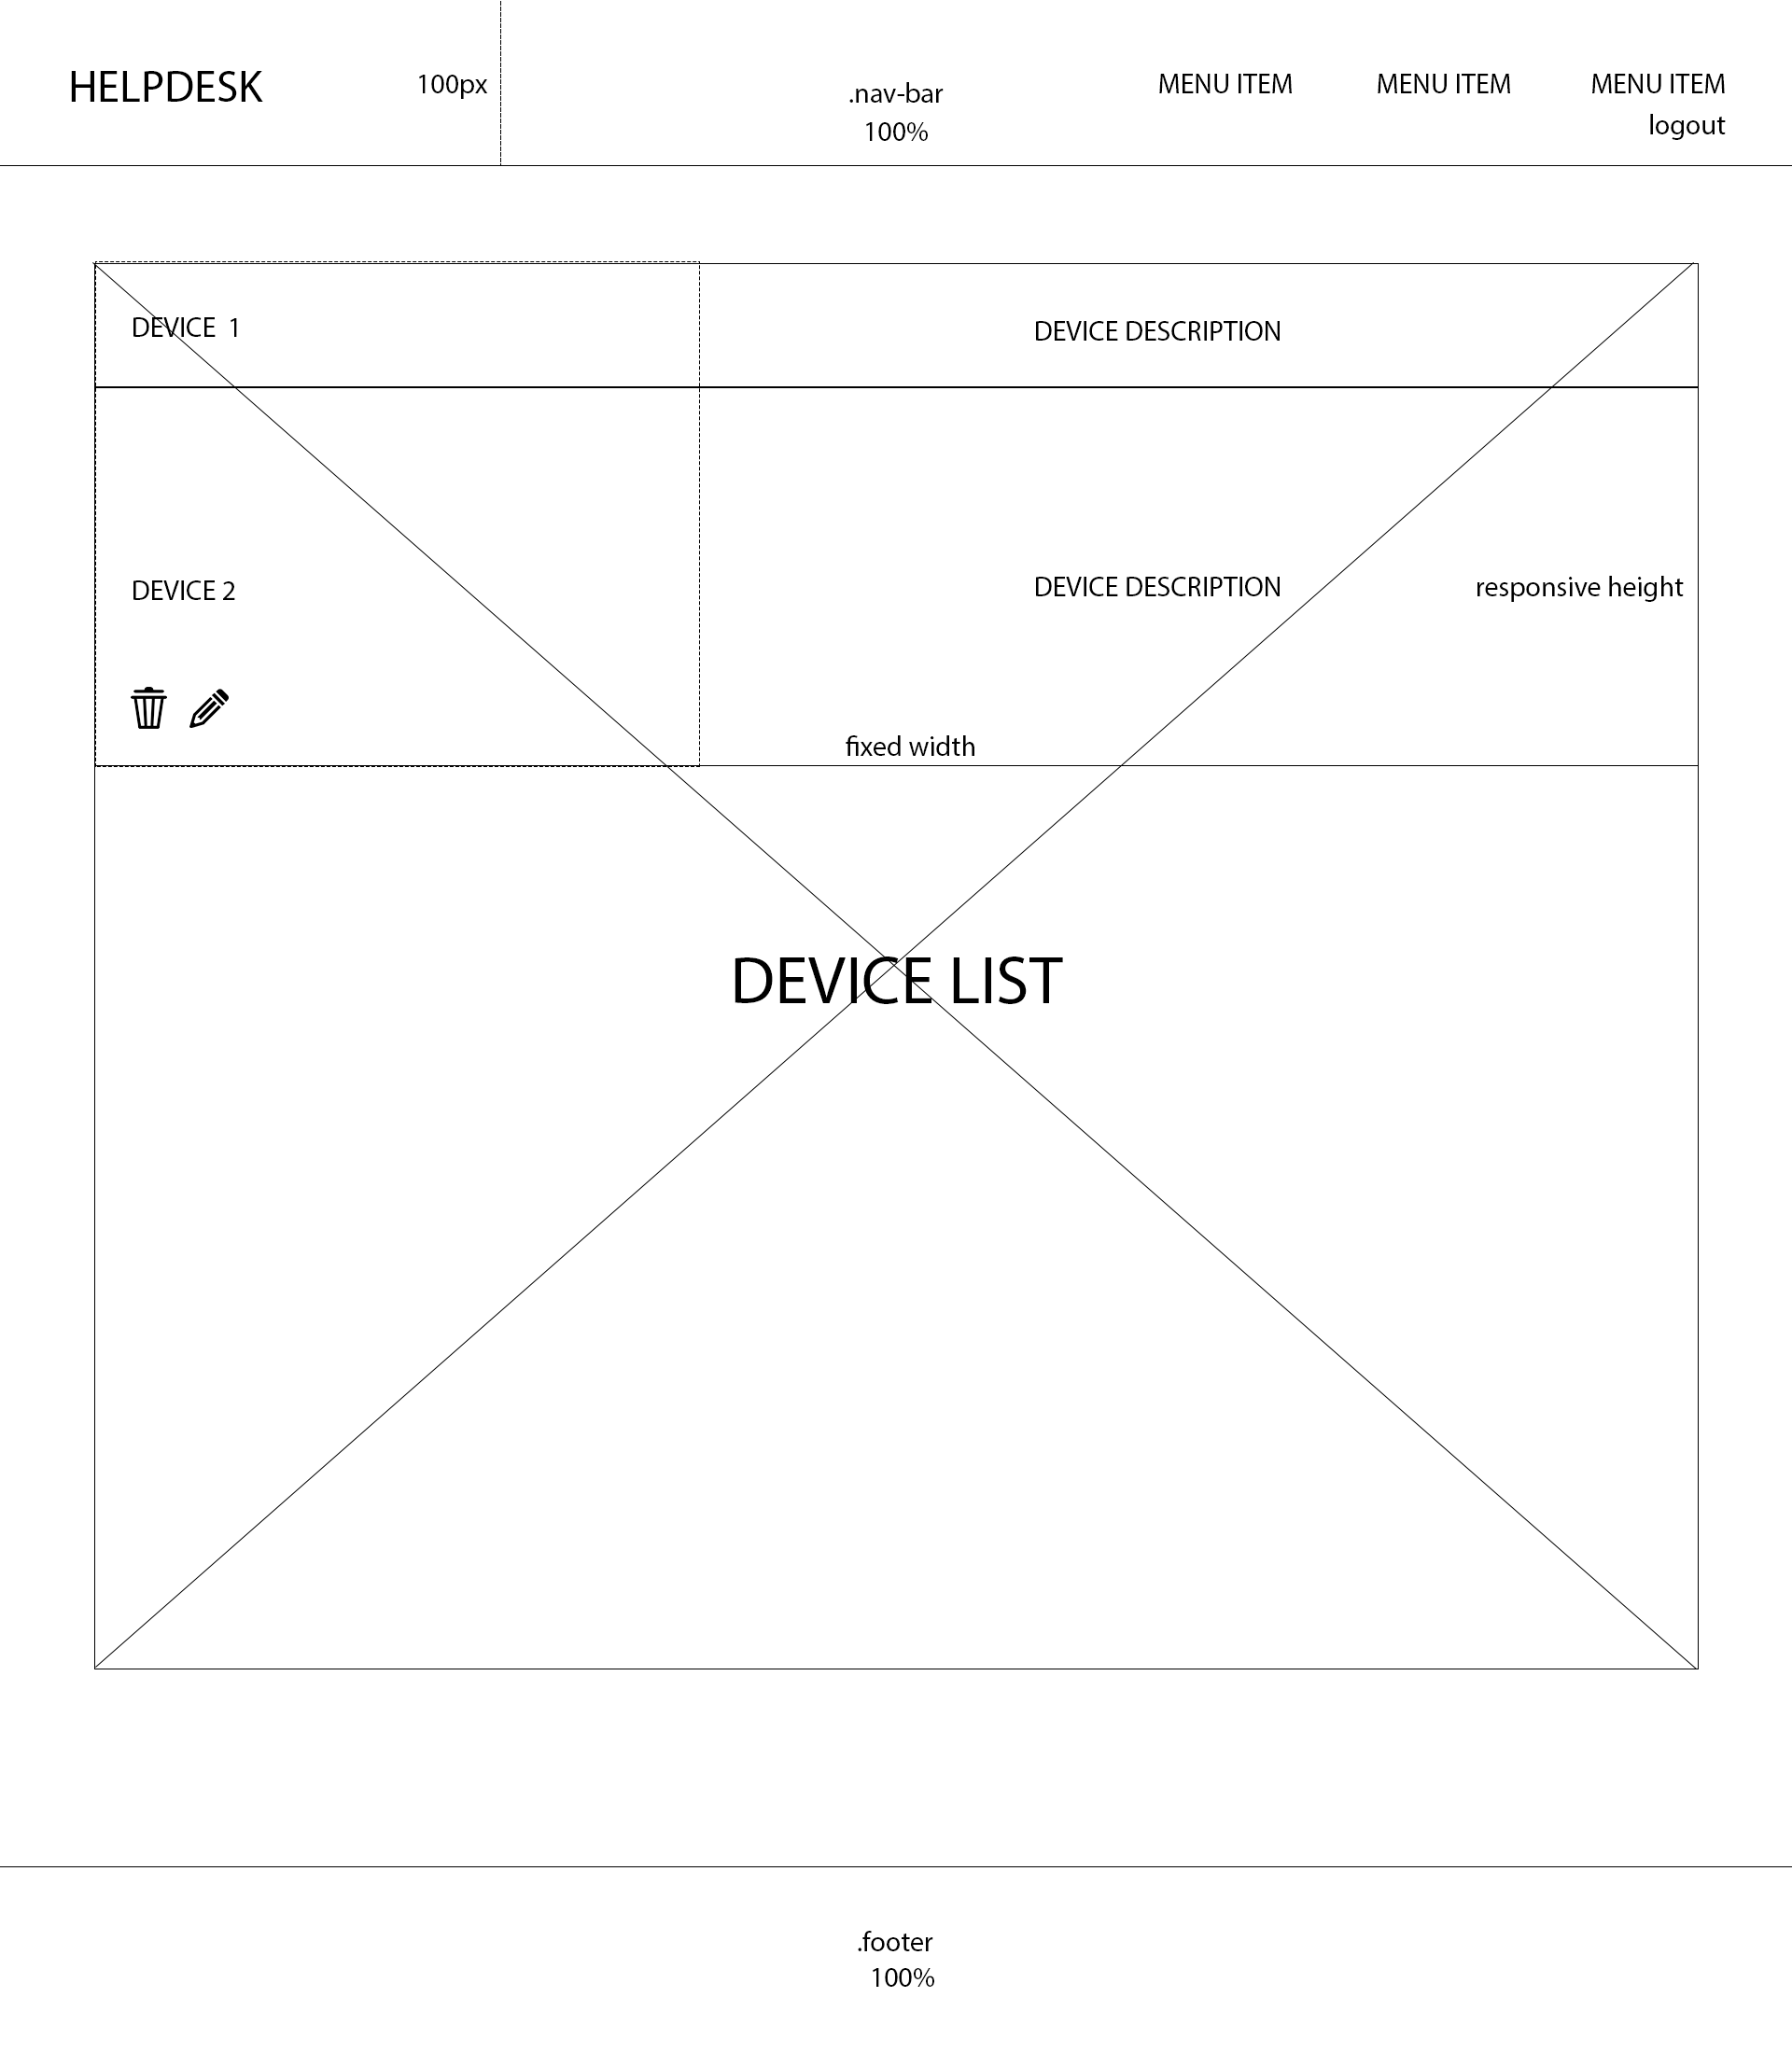 HELPDESK
100px
.nav-bar
100%
MENU ITEM
MENU ITEM
MENU ITEM
logout
DEVICE  1
DEVICE DESCRIPTION
DEVICE 2
DEVICE DESCRIPTION
responsive height
fixed width
DEVICE LIST
.footer
100%